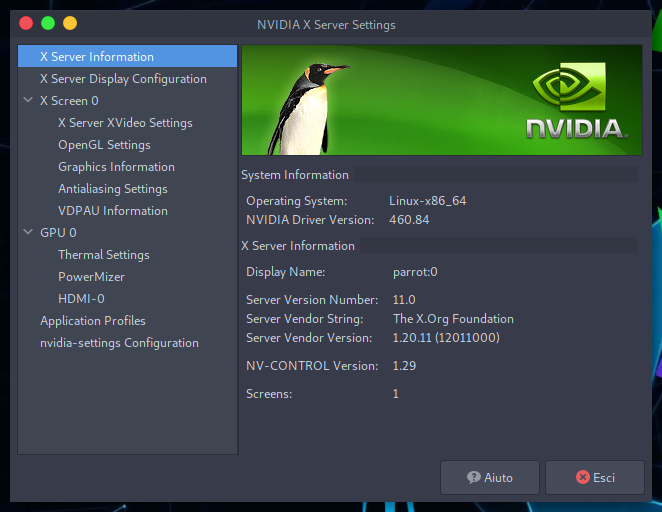 NVIDIA X Server Settings
X Server Information
X Server Display Configuration
X Screen 0
X Server XVideo Settings
OpenGL Settings
Graphics Information
Antialiasing Settings
VDPAU Information
GPU 0
Thermal Settings
PowerMizer
HDMI-0
Application Profiles
nvidia-settings Configuration
NVIDIA.
System Information
Operating System: Linux-x86_64
NVIDIA Driver Version: 460.84
X Server Information
Display Name: parrot:0
Server Version Number: 11.0
Server Vendor String: The X.Org Foundation
Server Vendor Version: 1.20.11 (12011000)
NV-CONTROL Version: 1.29
Screens: 1
Aiuto
Esci